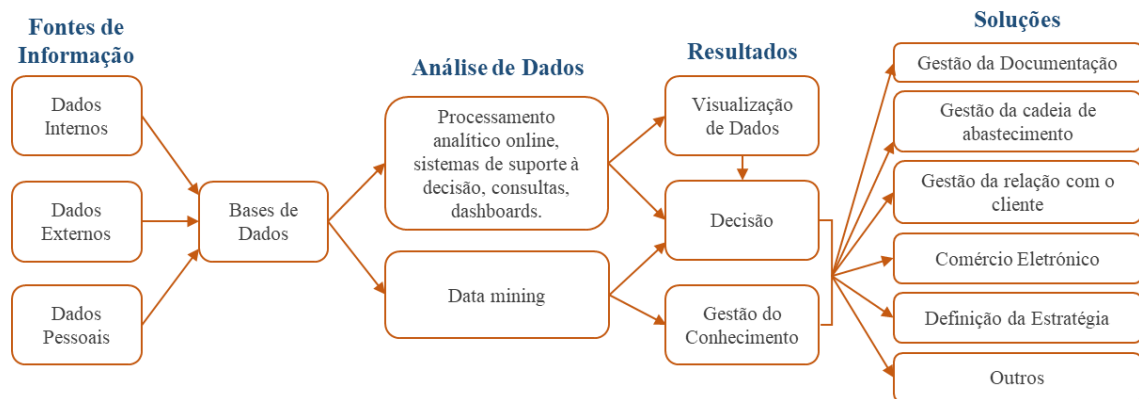 Fontes de
Informação
Dados
Internos
Dados
Externos
Dados
Pessoais
Bases de
Dados
Análise de Dados
Processamento
analítico online,
sistemas de suporte à
decisão, consultas,
dashboards.
Data mining
Resultados
Visualização
de Dados
Decisão
Gestão do
Conhecimento
Soluções
Gestão da Documentação
Gestão da cadeia de
abastecimento
Gestão da relação com o
cliente
Comércio Eletrónico
Definição da Estratégia
Outros